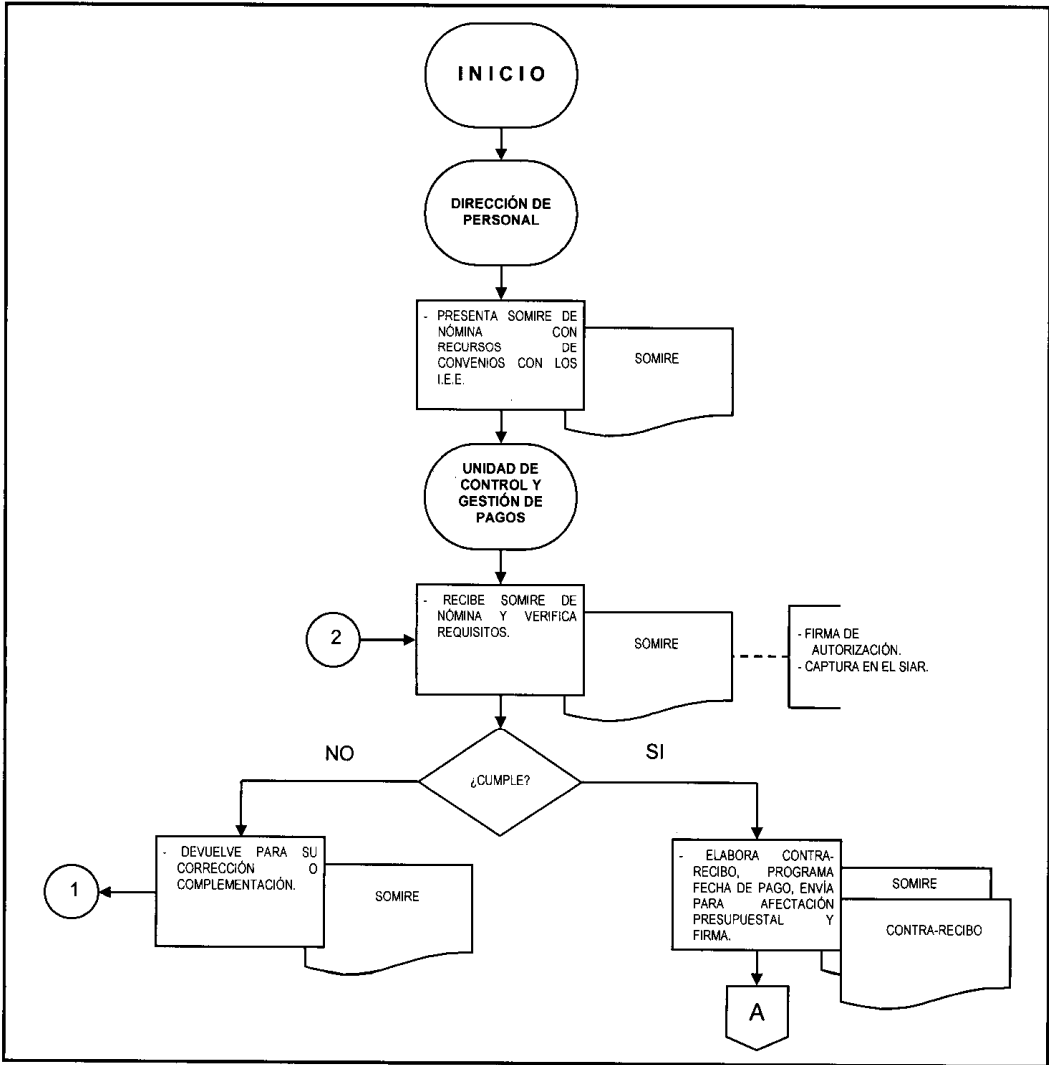 INICIO
DIRECCIÓN DE
PERSONAL
- PRESENTA SOMIRE DE
NÓMINA CON
RECURSOS DE
CONVENIOS CON LOS
I.E.E.
SOMIRE
UNIDAD DE
CONTROL Y
GESTIÓN DE
PAGOS
2
- RECIBE SOMIRE DE
NÓMINA Y VERIFICA
REQUISITOS.
SOMIRE
- FIRMA DE
AUTORIZACIÓN.
- CAPTURA EN EL SIAR.
NO
¿CUMPLE?
SI
1
- DEVUELVE PARA SU
CORRECCIÓN O
COMPLEMENTACIÓN.
SOMIRE
- ELABORA CONTRA-
RECIBO, PROGRAMA
FECHA DE PAGO, ENVÍA
PARA AFECTACIÓN
PRESUPUESTAL Y
FIRMA.
SOMIRE
CONTRA-RECIBO
A